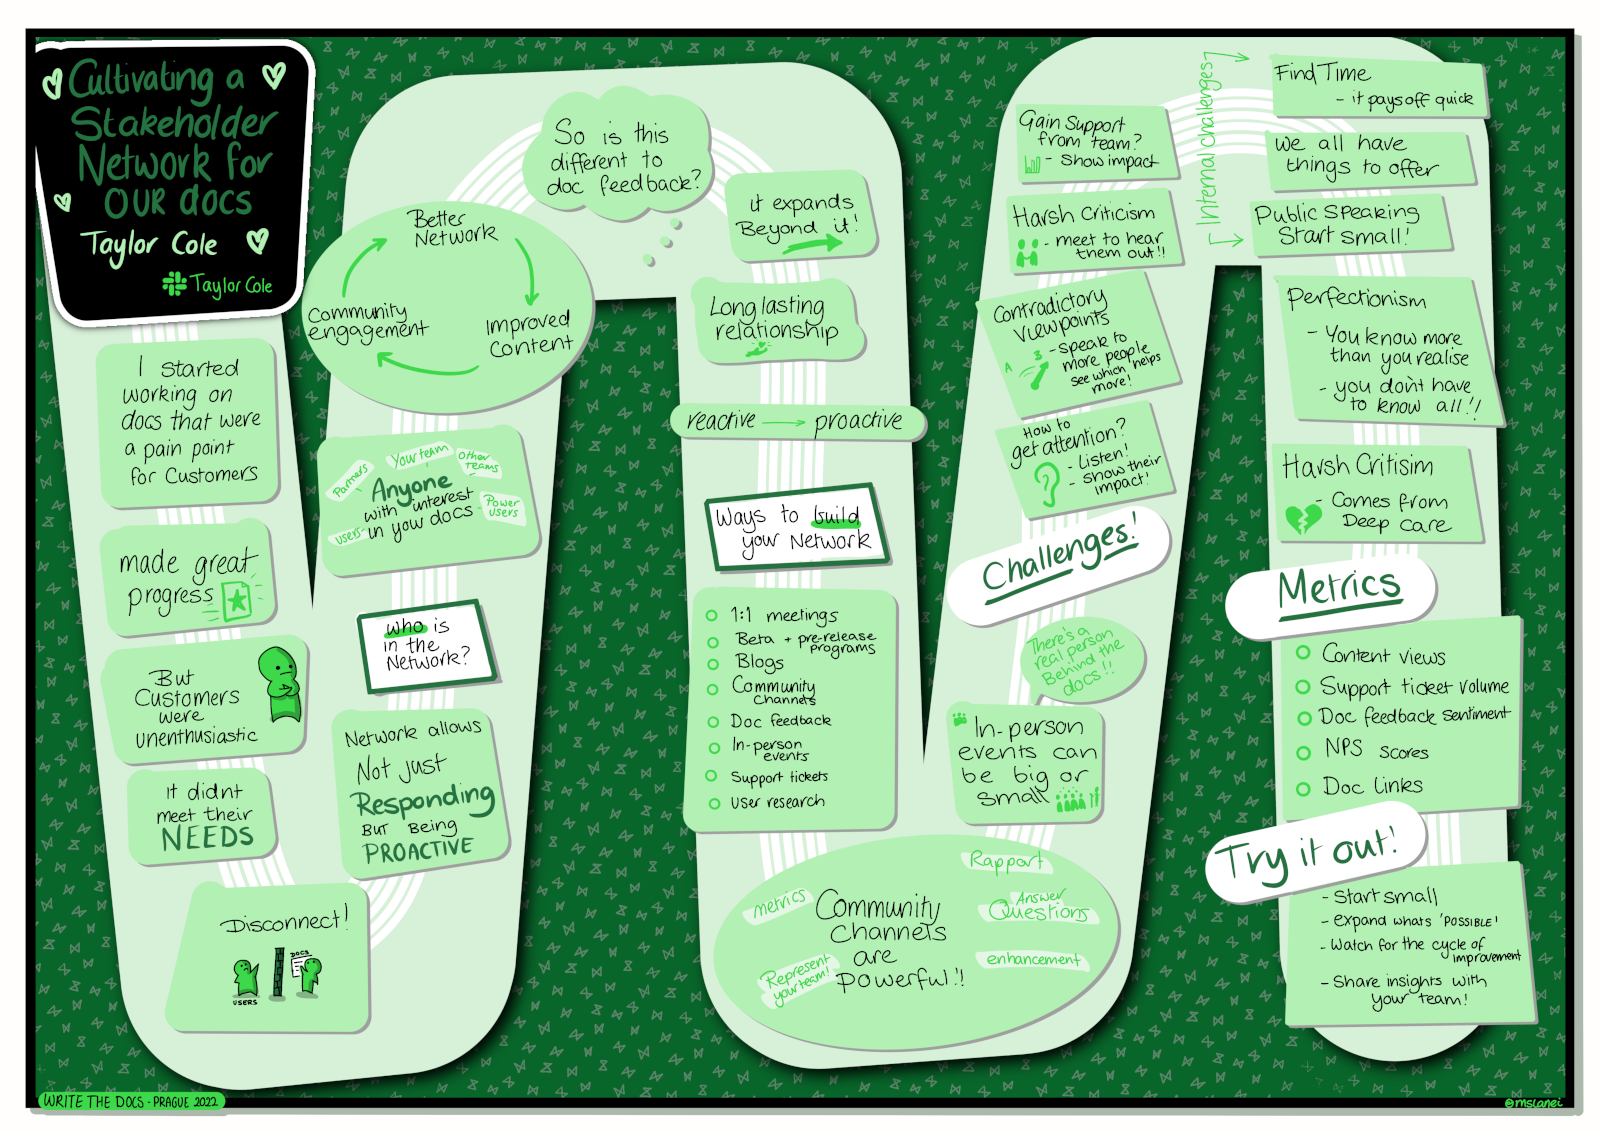 Cultivating a
Stakeholder
Network for
our docs
Taylor Cole
Taylor Cole
I started
working on
docs that were
a pain point
for customers
made great
progress
But
Customers
were
unenthusiastic
it didnt
meet their
NEEDS
Disconnect!
USERS
DOCS
Network allows
Not just
Responding
BUT Being
PROACTIVE
who is
in the
Network?
Partners
Your team
Other
teams
Anyone
with interest
in your docs
Power
users
users
Better
Network
Improved
Content
Community
engagement
So is this
different to
doc feedback?
it expands
Beyond it!
Long lasting
relationship
reactive → proactive
Ways to build
your Network
1:1 meetings
Beta + pre-release
programs
Blogs
Community
Channels
Doc feedback
In-person
events
Support tickets
User research
Rapport
metrics
Community
Channels
are
powerful!!
Answer
Questions
Represent
your team!
enhancement
In-person
events can
be big or
small
There's a
real person
Behind the
docs!!
Challenges!
How to
get attention?
- Listen!
- show their
impact!
Contradictory
Viewpoints
A
B
- Speak to
more people
see which helps
more!
Harsh Criticism
- meet to hear
them out!!
Gain Support
from team?
- Show impact
Internal challenges
Find Time
- it pays off quick
We all have
things to offer
Public Speaking
Start small!
Perfectionism
- You know more
than you realise
- you don't have
to know all!!
Harsh Critisim
- Comes from
Deep care
Metrics
Content views
Support ticket volume
Doc feedback sentiment
NPS scores
Doc links
Try it out!
- Start small
- expand whats 'POSSIBLE'
- Watch for the cycle of
improvement
- Share insights with
your team!
WRITE THE DOCS - PRAGUE 2022
@mslanei